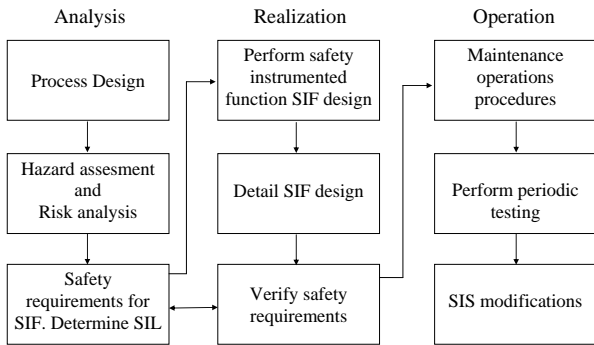 Analysis
Process Design
Hazard assesment
and
Risk analysis
Safety
requirements for
SIF. Determine SIL
Realization
Perform safety
instrumented
function SIF design
Detail SIF design
Verify safety
requirements
Operation
Maintenance
operations
procedures
Perform periodic
testing
SIS modifications